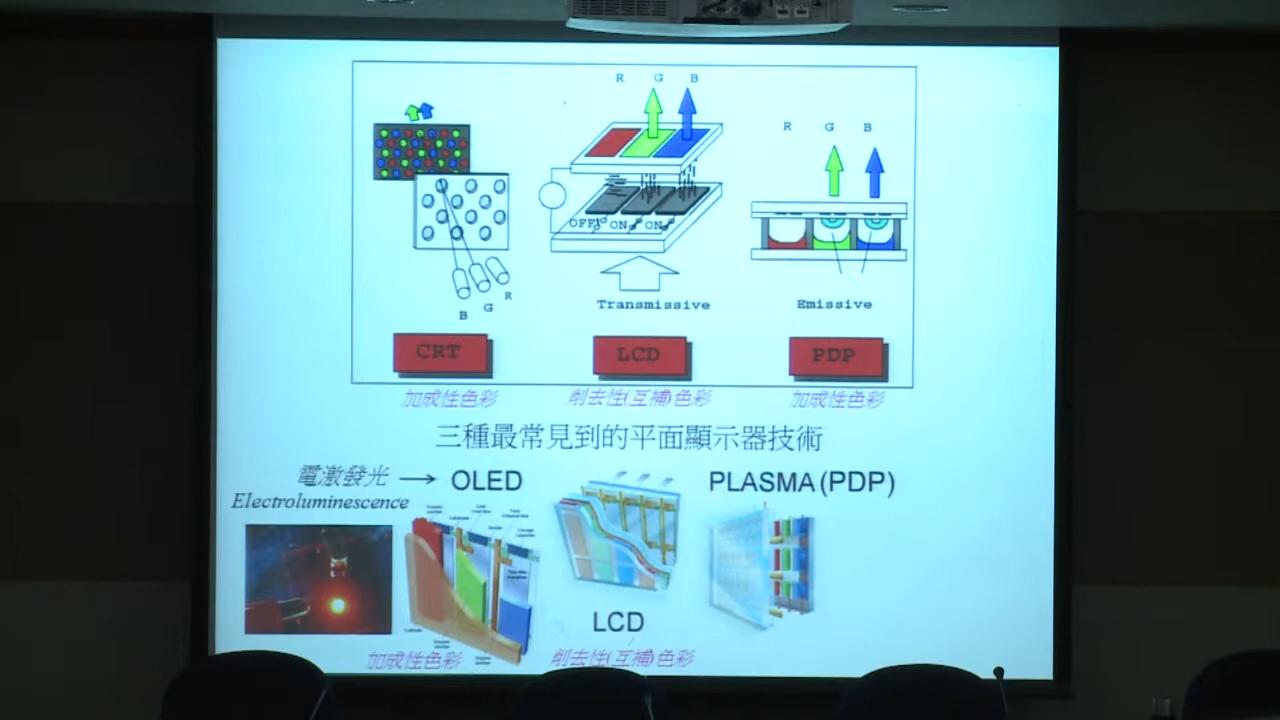 R G B
R G B
OFF ON ON
B G R
Transmissive
Emissive
CRT
LCD
PDP
加成性色彩
削去性(互補)色彩
加成性色彩
三種最常見到的平面顯示器技術
電激發光 → OLED
Electroluminescence
PLASMA (PDP)
LCD
加成性色彩
削去性(互補)色彩